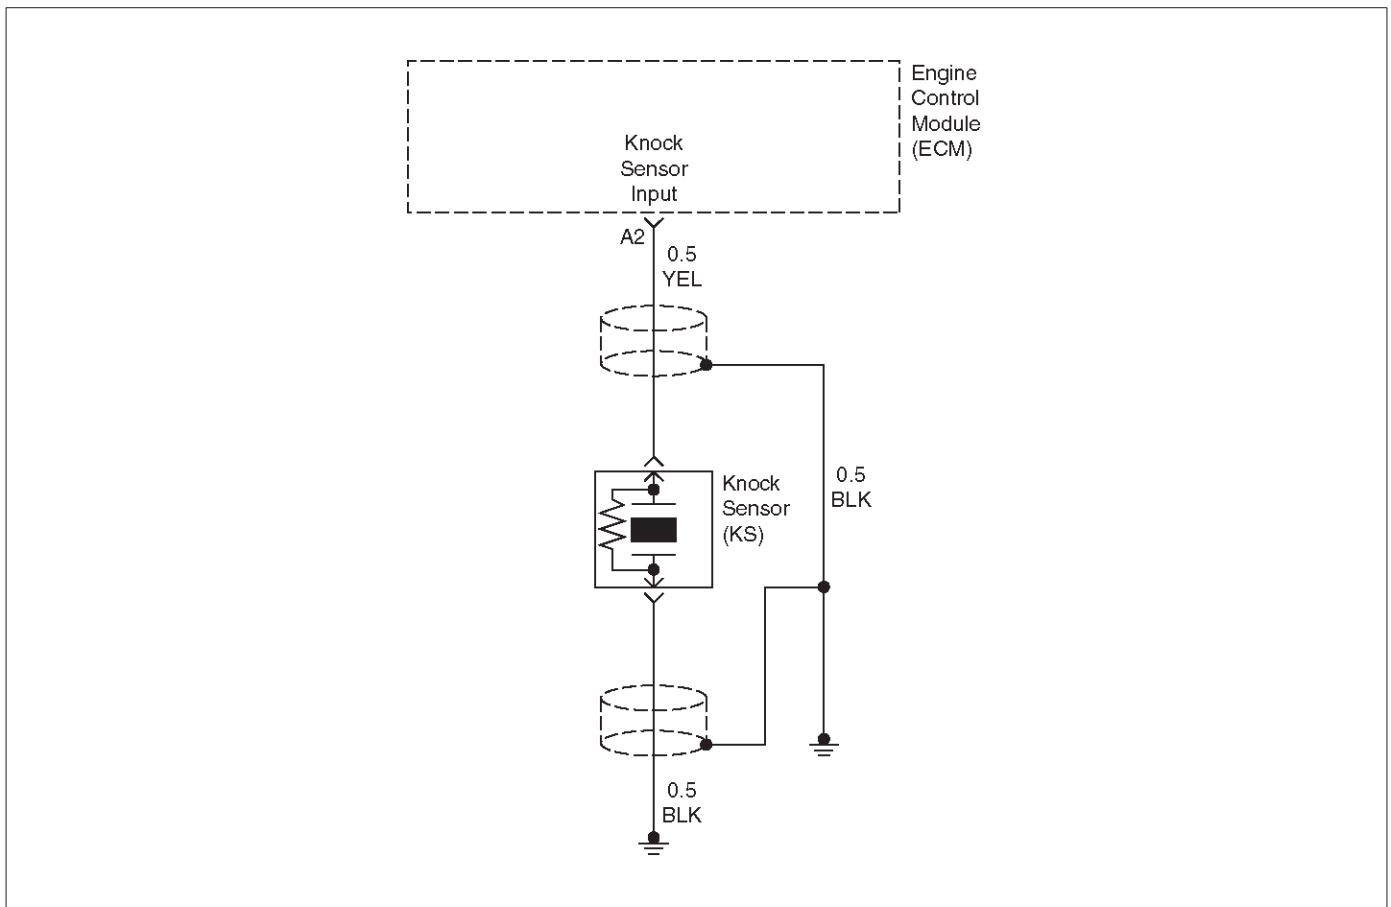 Engine
Control
Module
(ECM)
Knock
Sensor
Input
A2
0.5
YEL
Knock
Sensor
(KS)
0.5
BLK
0.5
BLK